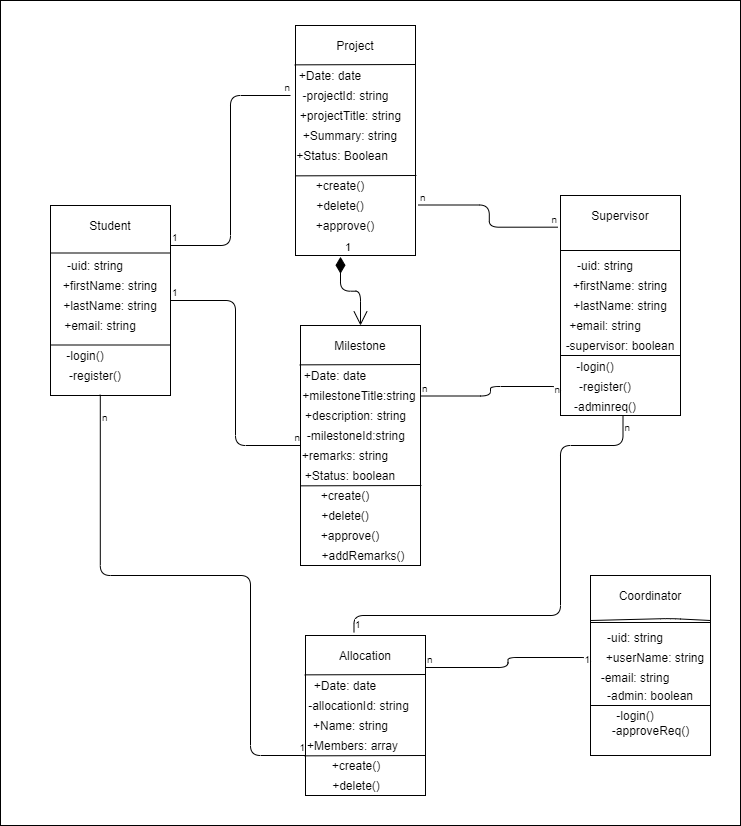 Project
+Date: date
-projectId: string
+projectTitle: string
+Summary: string
+Status: Boolean
+create()
+delete()
+approve()
1
n
n
n
Student
-uid: string
+firstName: string
+lastName: string
+email: string
-login()
-register()
1
1
n
Supervisor
-uid: string
+firstName: string
+lastName: string
+email: string
-supervisor: boolean
-login()
-register()
-adminreq()
n
n
Milestone
+Date: date
+milestoneTitle:string
+description: string
-milestoneId:string
+remarks: string
+Status: boolean
+create()
+delete()
+approve()
+addRemarks()
n
n
Allocation
+Date: date
-allocationId: string
+Name: string
+Members: array
+create()
+delete()
1
1
n
1
Coordinator
-uid: string
+userName: string
-email: string
-admin: boolean
-login()
-approveReq()